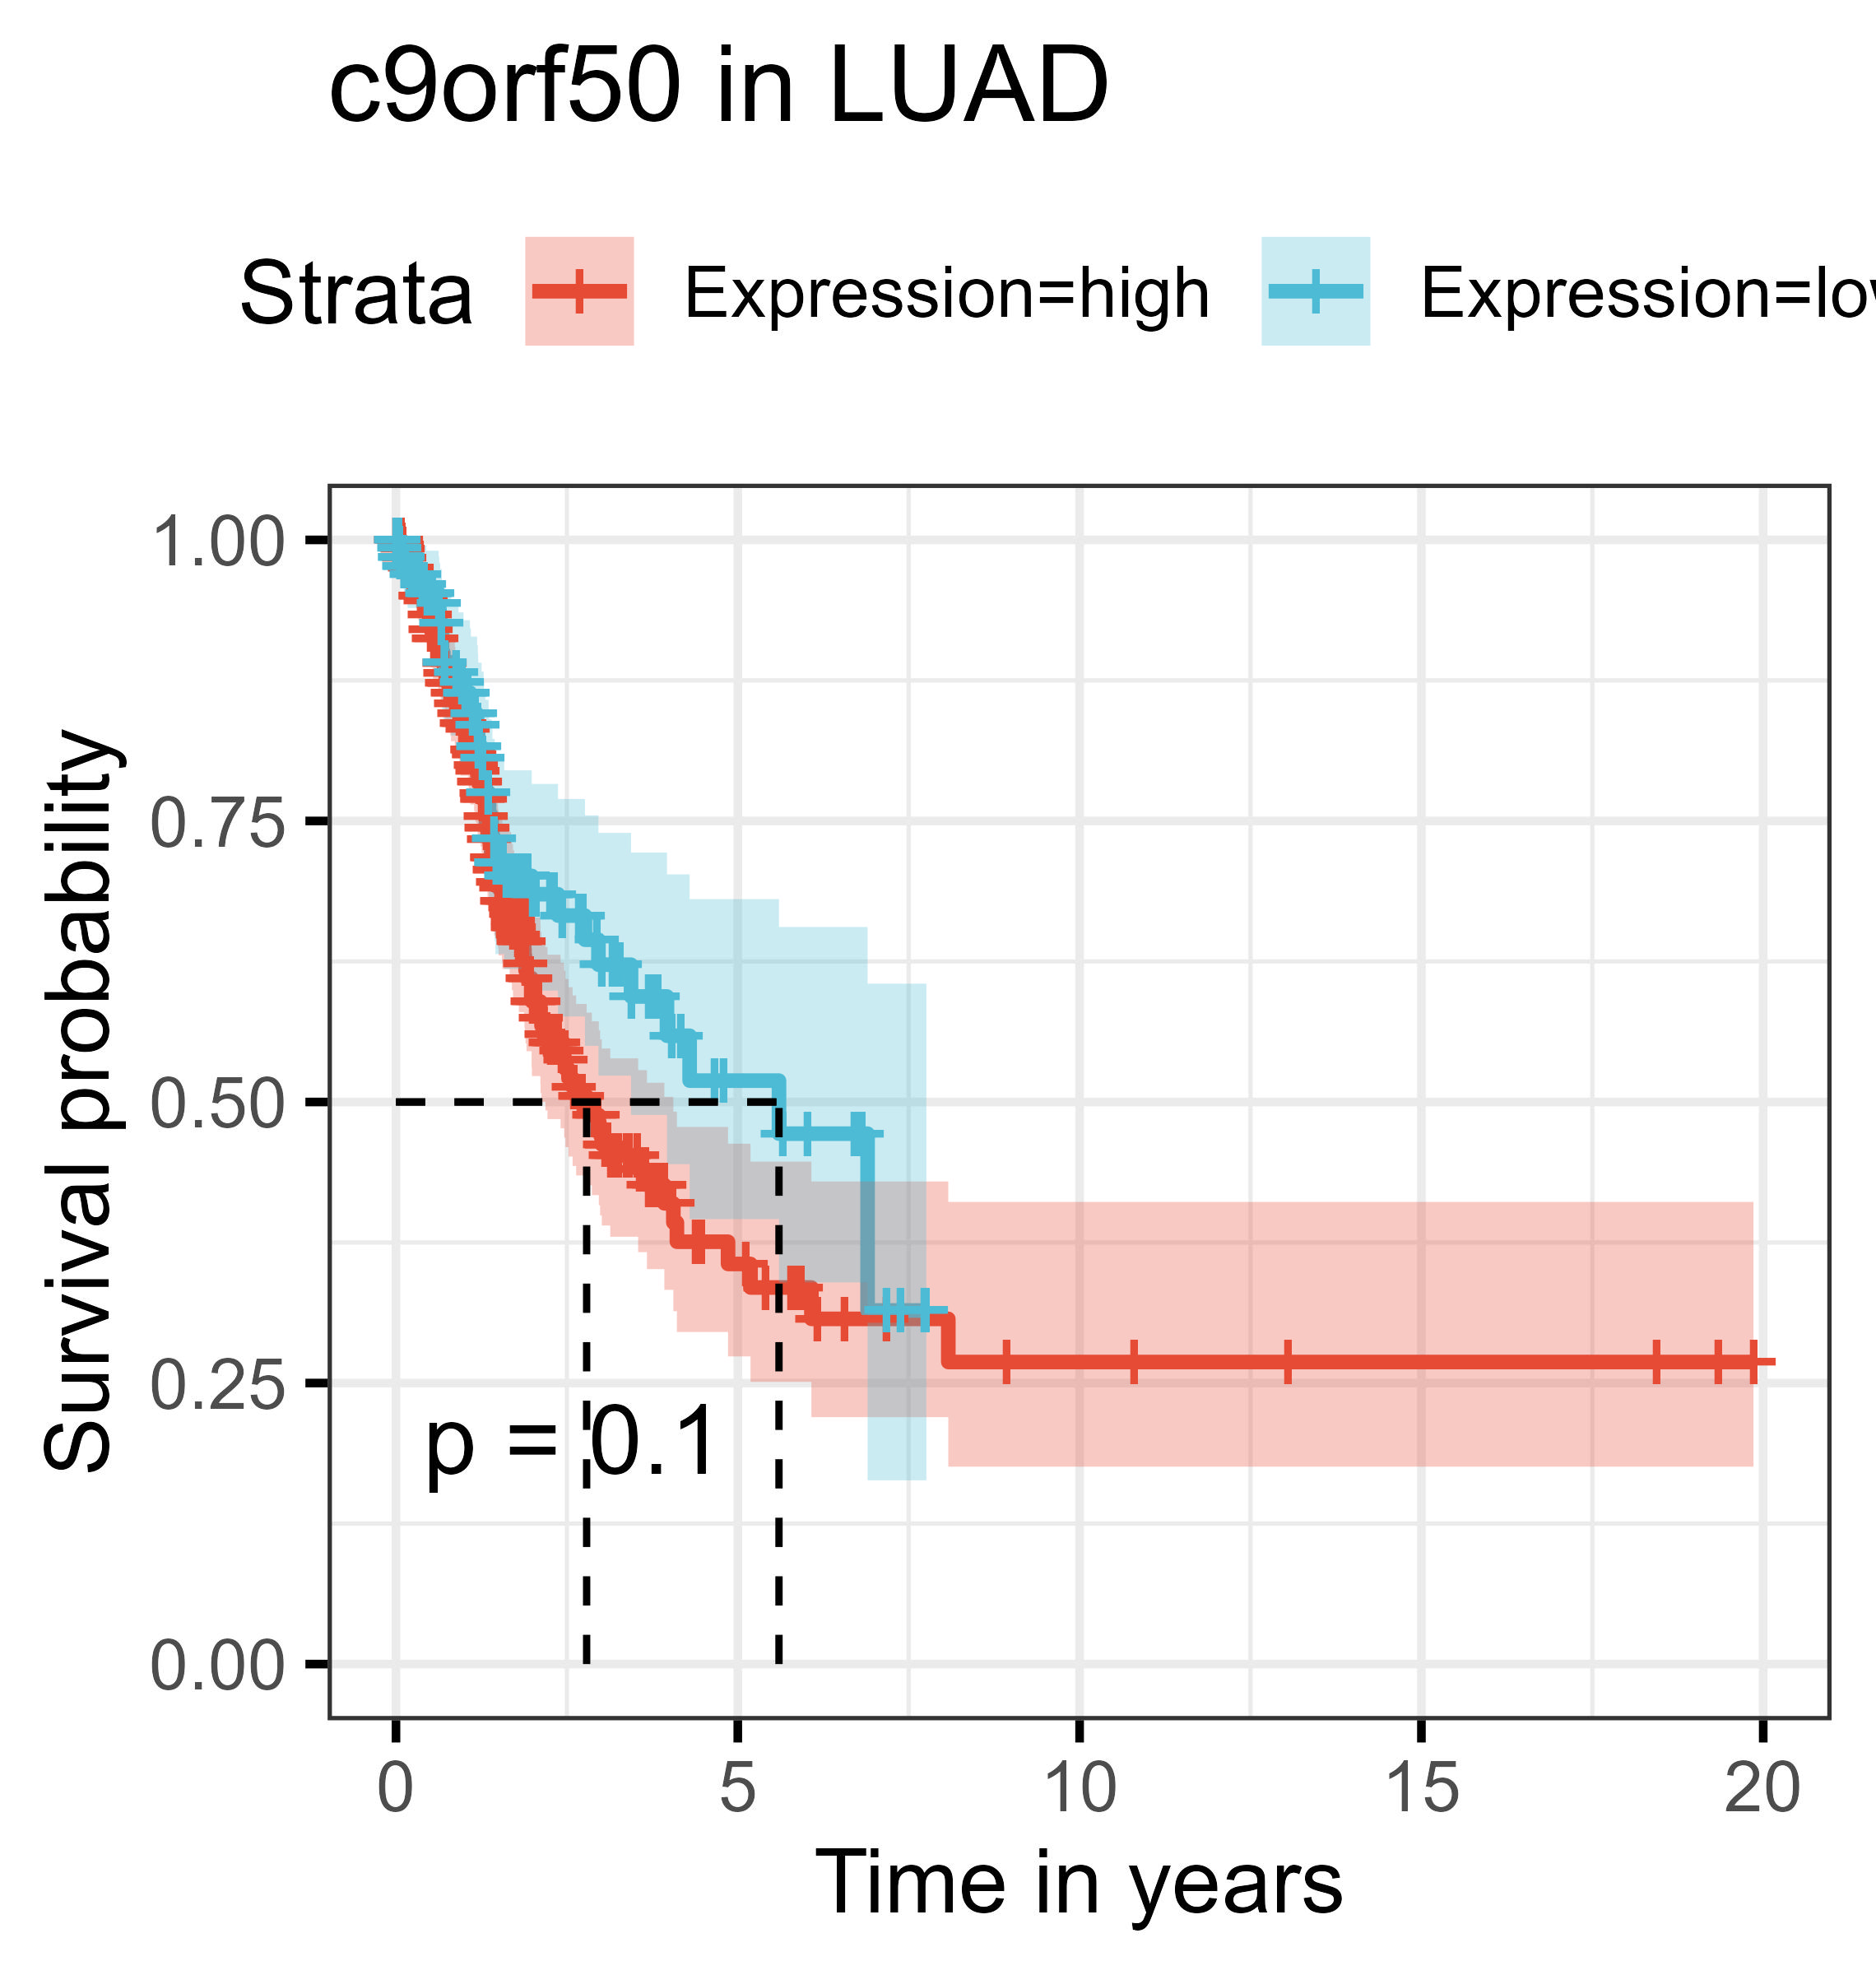 c9orf50 in LUAD
Strata Expression=high Expression=lo
1.00
0.75
0.50
0.25
0.00
Survival probability
p = 0.1
0 5 10 15 20
Time in years